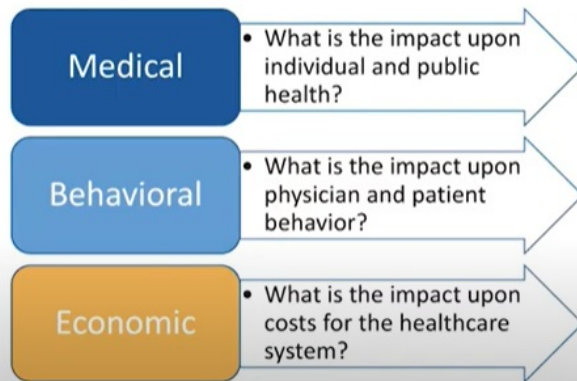 Medical
• What is the impact upon
individual and public
health?
Behavioral
• What is the impact upon
physician and patient
behavior?
Economic
• What is the impact upon
costs for the healthcare
system?